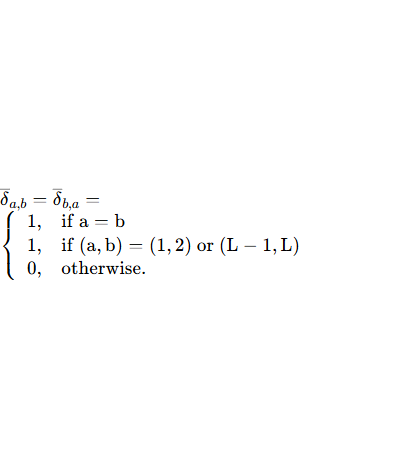 δ̅a,b = δ̅b,a =
{ 1, if a = b
1, if (a, b) = (1, 2) or (L − 1, L)
0, otherwise.